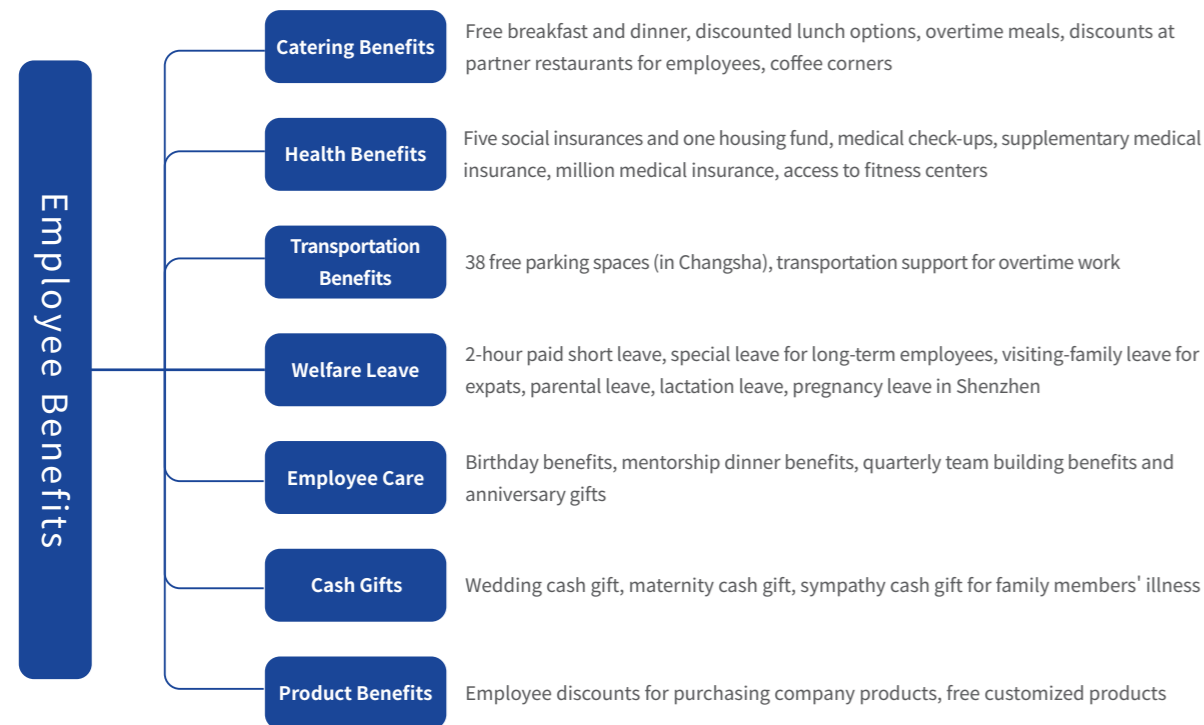 Employee Benefits
Catering Benefits
Free breakfast and dinner, discounted lunch options, overtime meals, discounts at
partner restaurants for employees, coffee corners
Health Benefits
Five social insurances and one housing fund, medical check-ups, supplementary medical
insurance, million medical insurance, access to fitness centers
Transportation
Benefits
38 free parking spaces (in Changsha), transportation support for overtime work
Welfare Leave
2-hour paid short leave, special leave for long-term employees, visiting-family leave for
expats, parental leave, lactation leave, pregnancy leave in Shenzhen
Employee Care
Birthday benefits, mentorship dinner benefits, quarterly team building benefits and
anniversary gifts
Cash Gifts
Wedding cash gift, maternity cash gift, sympathy cash gift for family members' illness
Product Benefits
Employee discounts for purchasing company products, free customized products